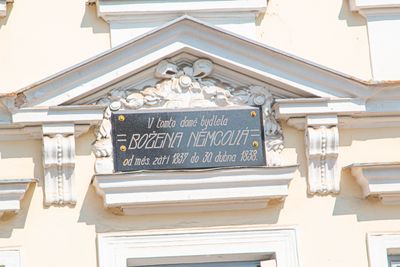 V tomto domě bydlela
= BOŽENA NĚMCOVÁ =
od měs. září 1837 do 30 dubna 1838.